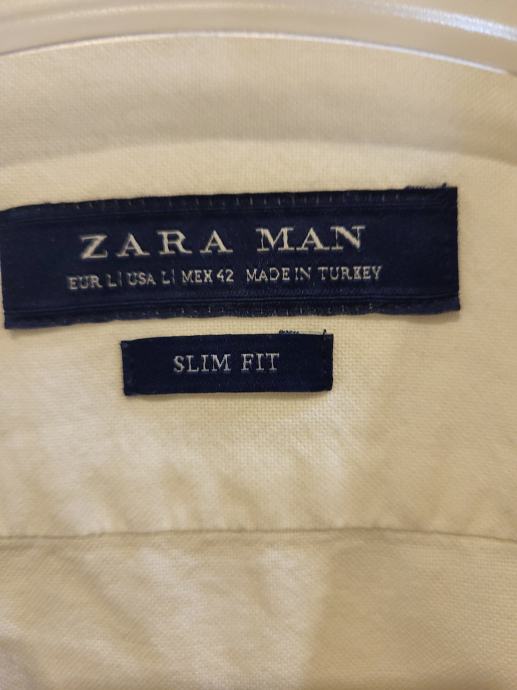 ZARA MAN
EUR L| USA L| MEX 42 MADE IN TURKEY
SLIM FIT